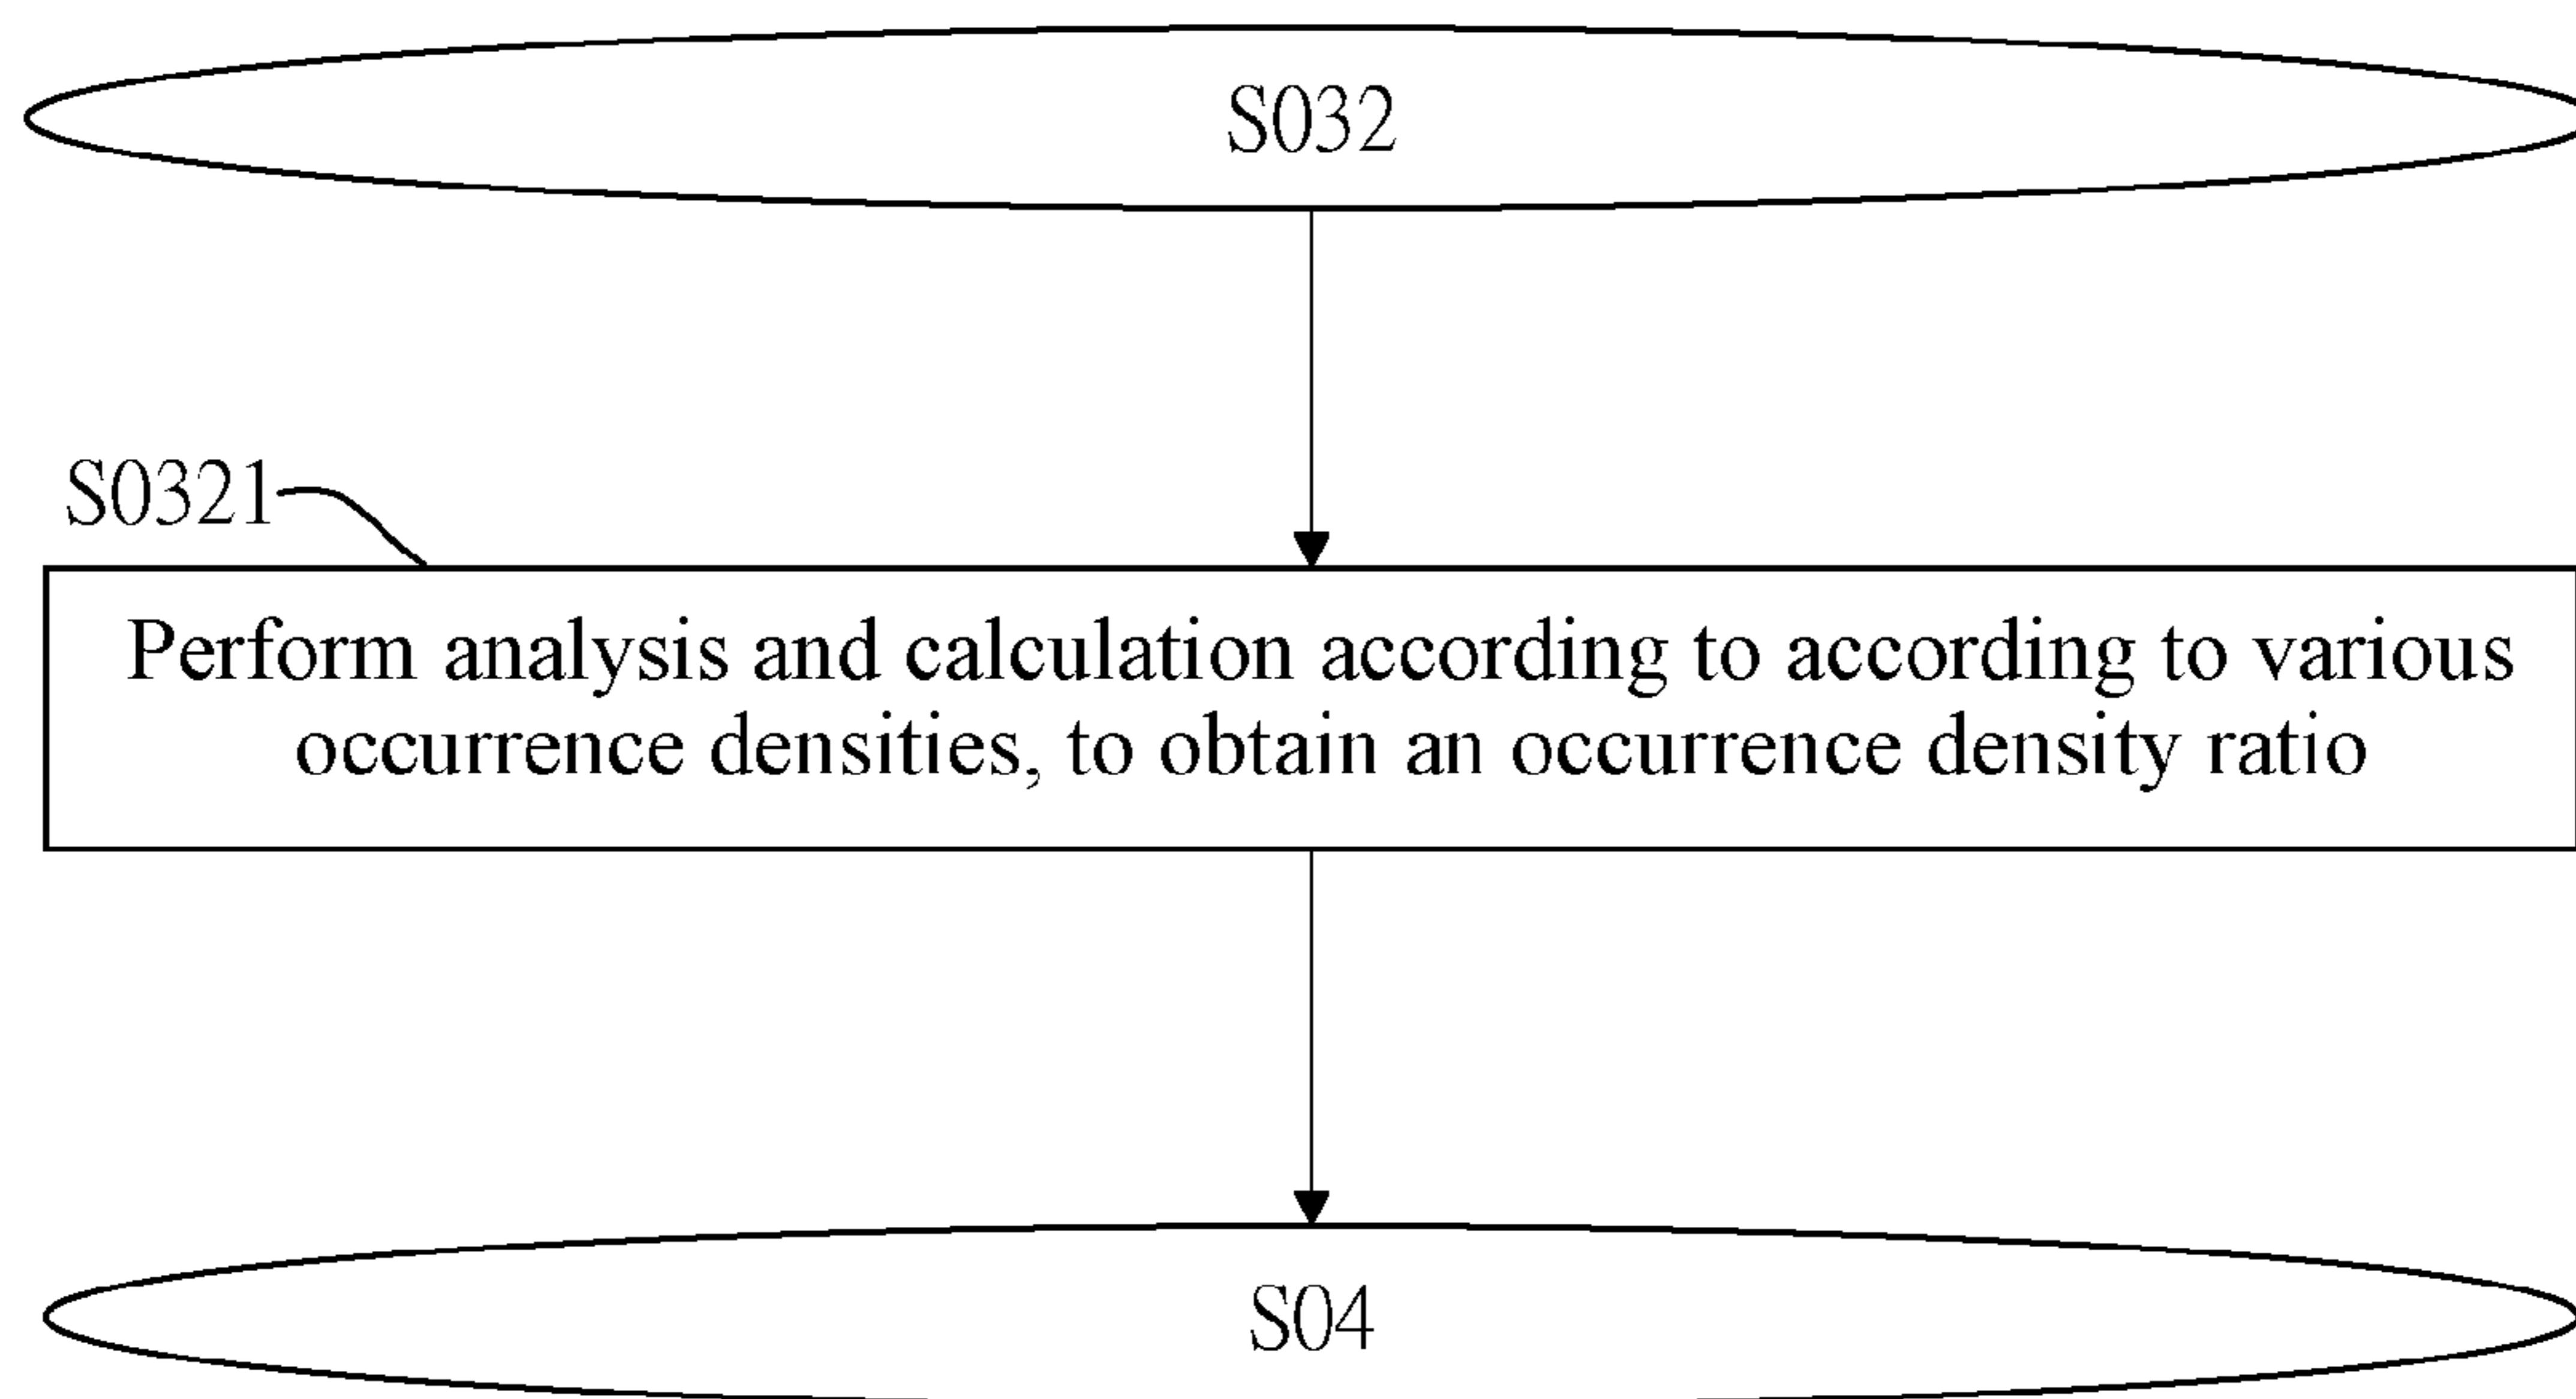 S032
S0321
Perform analysis and calculation according to according to various
occurrence densities, to obtain an occurrence density ratio
S04